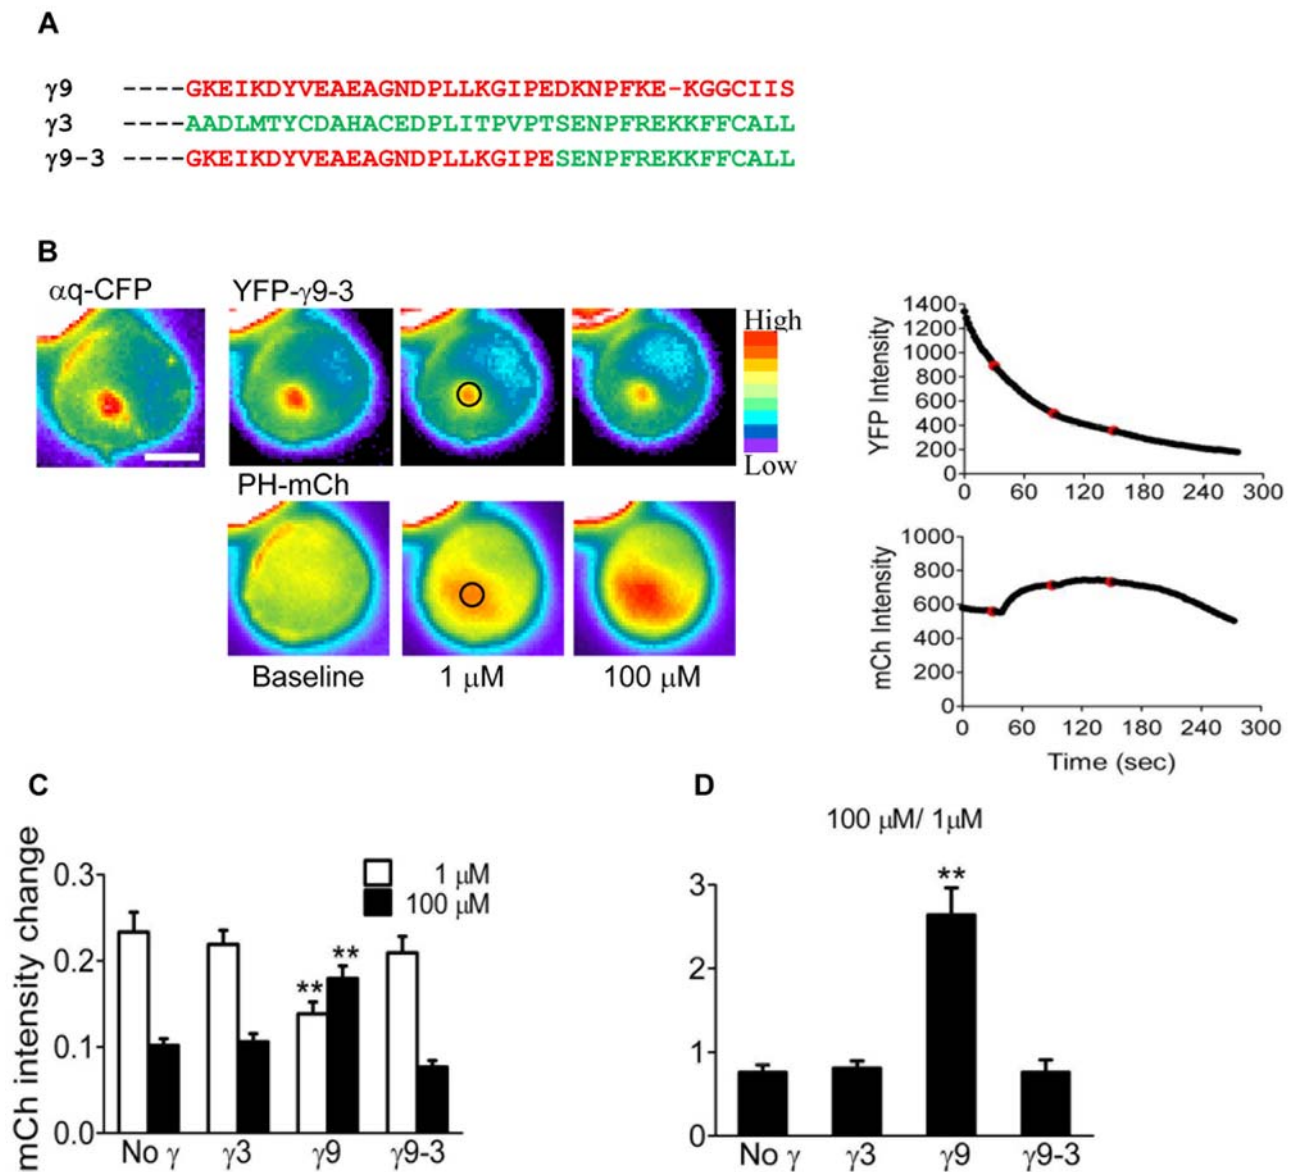 A
γ9 ----GKEIKDYVEAEAGNDPLLKGIPEDKNPFKE-KGGCIIS
γ3 ----AADLMTYCDAHACEDPLITPVPTSENPFREKKFFCALL
γ9-3 ----GKEIKDYVEAEAGNDPLLKGIPESENPFREKKFFCALL
B
αq-CFP YFP-γ9-3
High
Low
PH-mCh
Baseline 1 μM 100 μM
YFP Intensity
1400
1200
1000
800
600
400
200
0
0 60 120 180 240 300
mCh Intensity
1000
800
600
400
200
0
0 60 120 180 240 300
Time (sec)
C
mCh intensity change
0.3
0.2
0.1
0.0
1 μM
100 μM
** **
No γ γ3 γ9 γ9-3
D
100 μM/ 1μM
3
2
1
0
**
No γ γ3 γ9 γ9-3